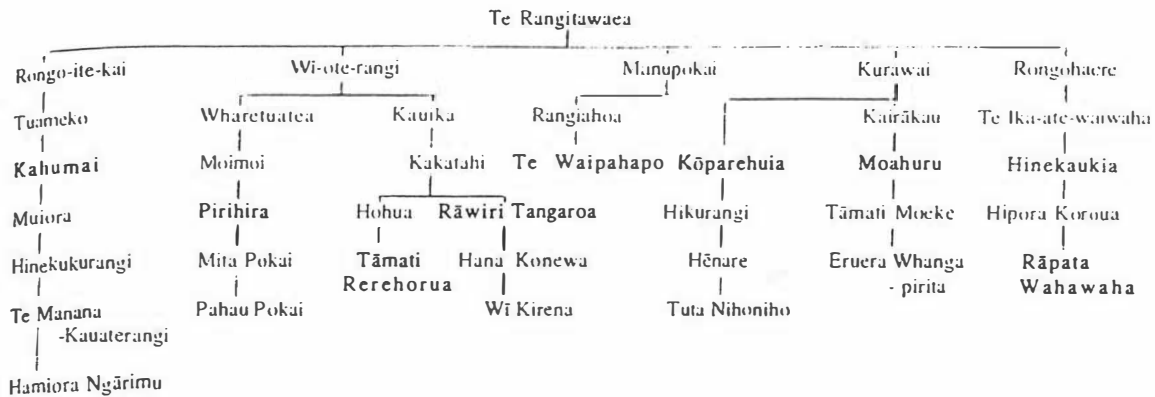 Te Rangitawaea
Rongo-ite-kai Wi-ote-rangi Manupokai Kurawai Rongohaere
Tuameko Wharetuatea Kauika Rangiahoa Kairākau Te Ika-ate-waiwaha
Kahumai Moimoi Kakatahi Te Waipahapo Kōparehuia Moahuru Hinekaukia
Muiora Pirihira Hohua Rāwiri Tangaroa Hikurangi Tāmati Moeke Hipora Koroua
Hinekukurangi Mita Pokai Tāmati Hana Konewa Hēnare Eruera Whanga Rāpata
Rerehorua - pirita Wahawaha
Te Manana Pahau Pokai Wī Kirena Tuta Nihoniho
-Kauaterangi
Hamiora Ngārimu